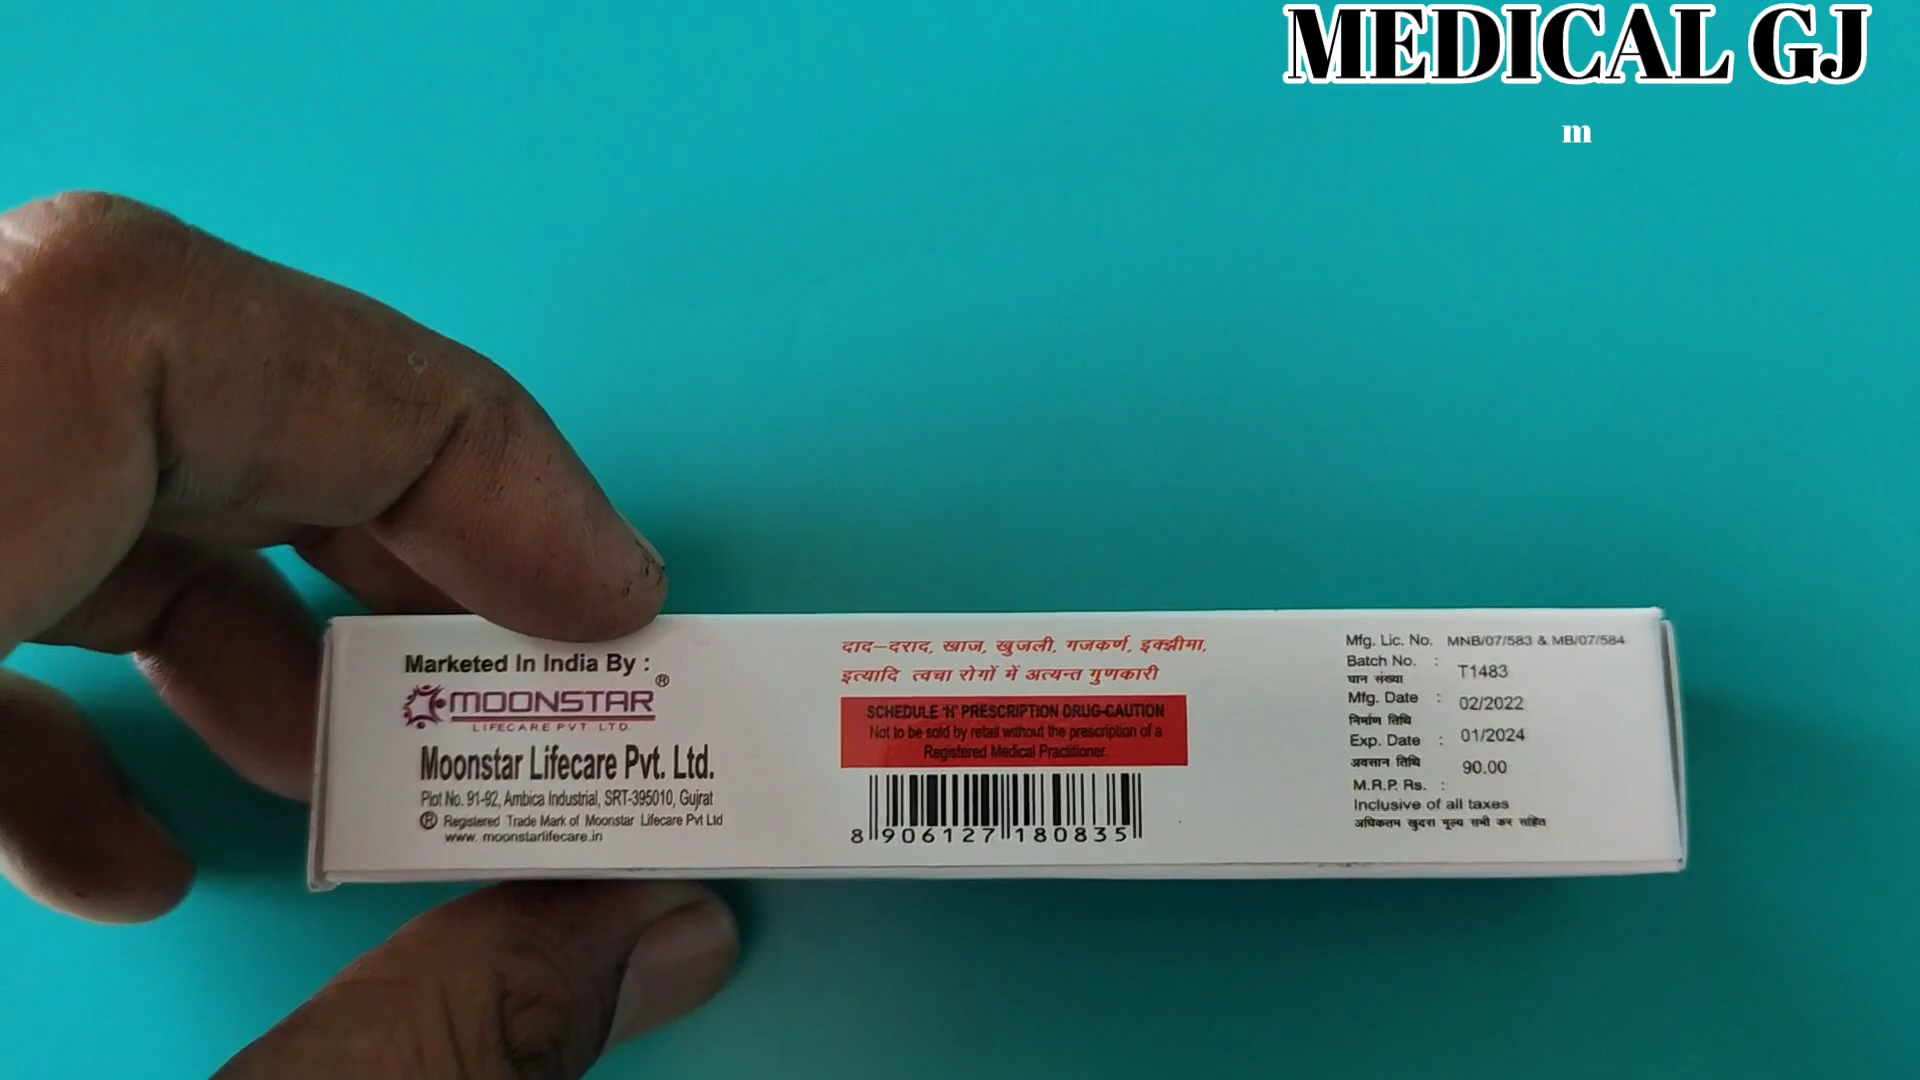 MEDICAL GJ
m
Marketed In India By :
MOONSTAR®
LIFECARE PVT. LTD.
Moonstar Lifecare Pvt. Ltd.
Plot No. 91-92, Ambica Industrial, SRT-395010, Gujrat
® Registered Trade Mark of Moonstar Lifecare Pvt Ltd
www. moonstarlifecare.in
दाद–दराद, खाज, खुजली, गजकर्ण, इक्झीमा,
इत्यादि त्वचा रोगों में अत्यन्त गुणकारी
SCHEDULE 'H' PRESCRIPTION DRUG-CAUTION
Not to be sold by retail without the prescription of a
Registered Medical Practitioner.
8 906127 180835
Mfg. Lic. No. MNB/07/583 & MB/07/584
Batch No. : T1483
घान संख्या
Mfg. Date : 02/2022
निर्माण तिथि
Exp. Date : 01/2024
अवसान तिथि
90.00
M.R.P. Rs. :
Inclusive of all taxes
अधिकतम खुदरा मूल्य सभी कर सहित